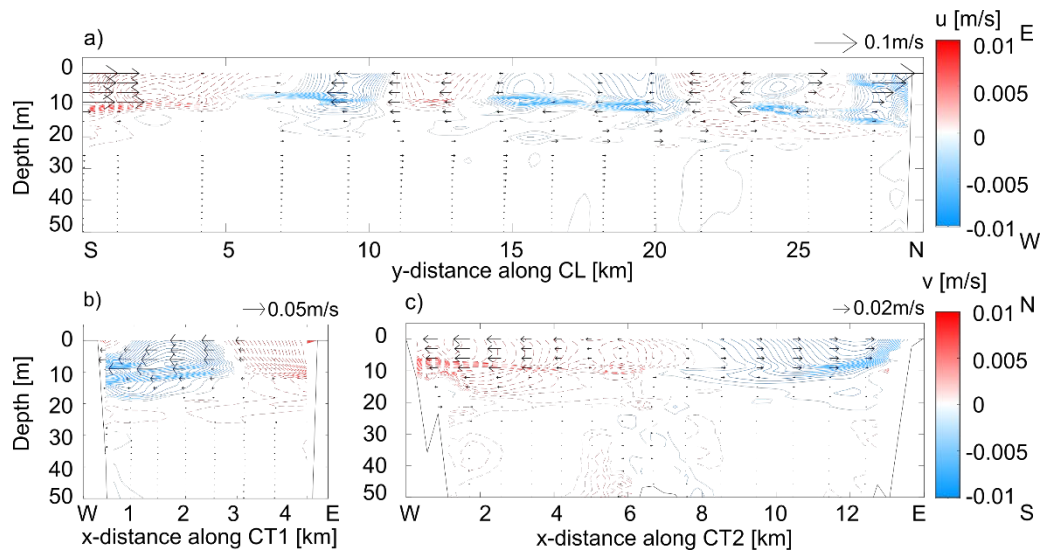 a)
0.1m/s
u [m/s]
E
0.01
0.005
0
-0.005
-0.01
W
Depth [m]
0
10
20
30
40
50
S
5
10
15
20
25
N
y-distance along CL [km]
b)
0.05m/s
Depth [m]
0
10
20
30
40
50
W
1
2
3
4
E
x-distance along CT1 [km]
c)
0.02m/s
0
10
20
30
40
50
W
2
4
6
8
10
12
E
x-distance along CT2 [km]
v [m/s]
N
0.01
0.005
0
-0.005
-0.01
S